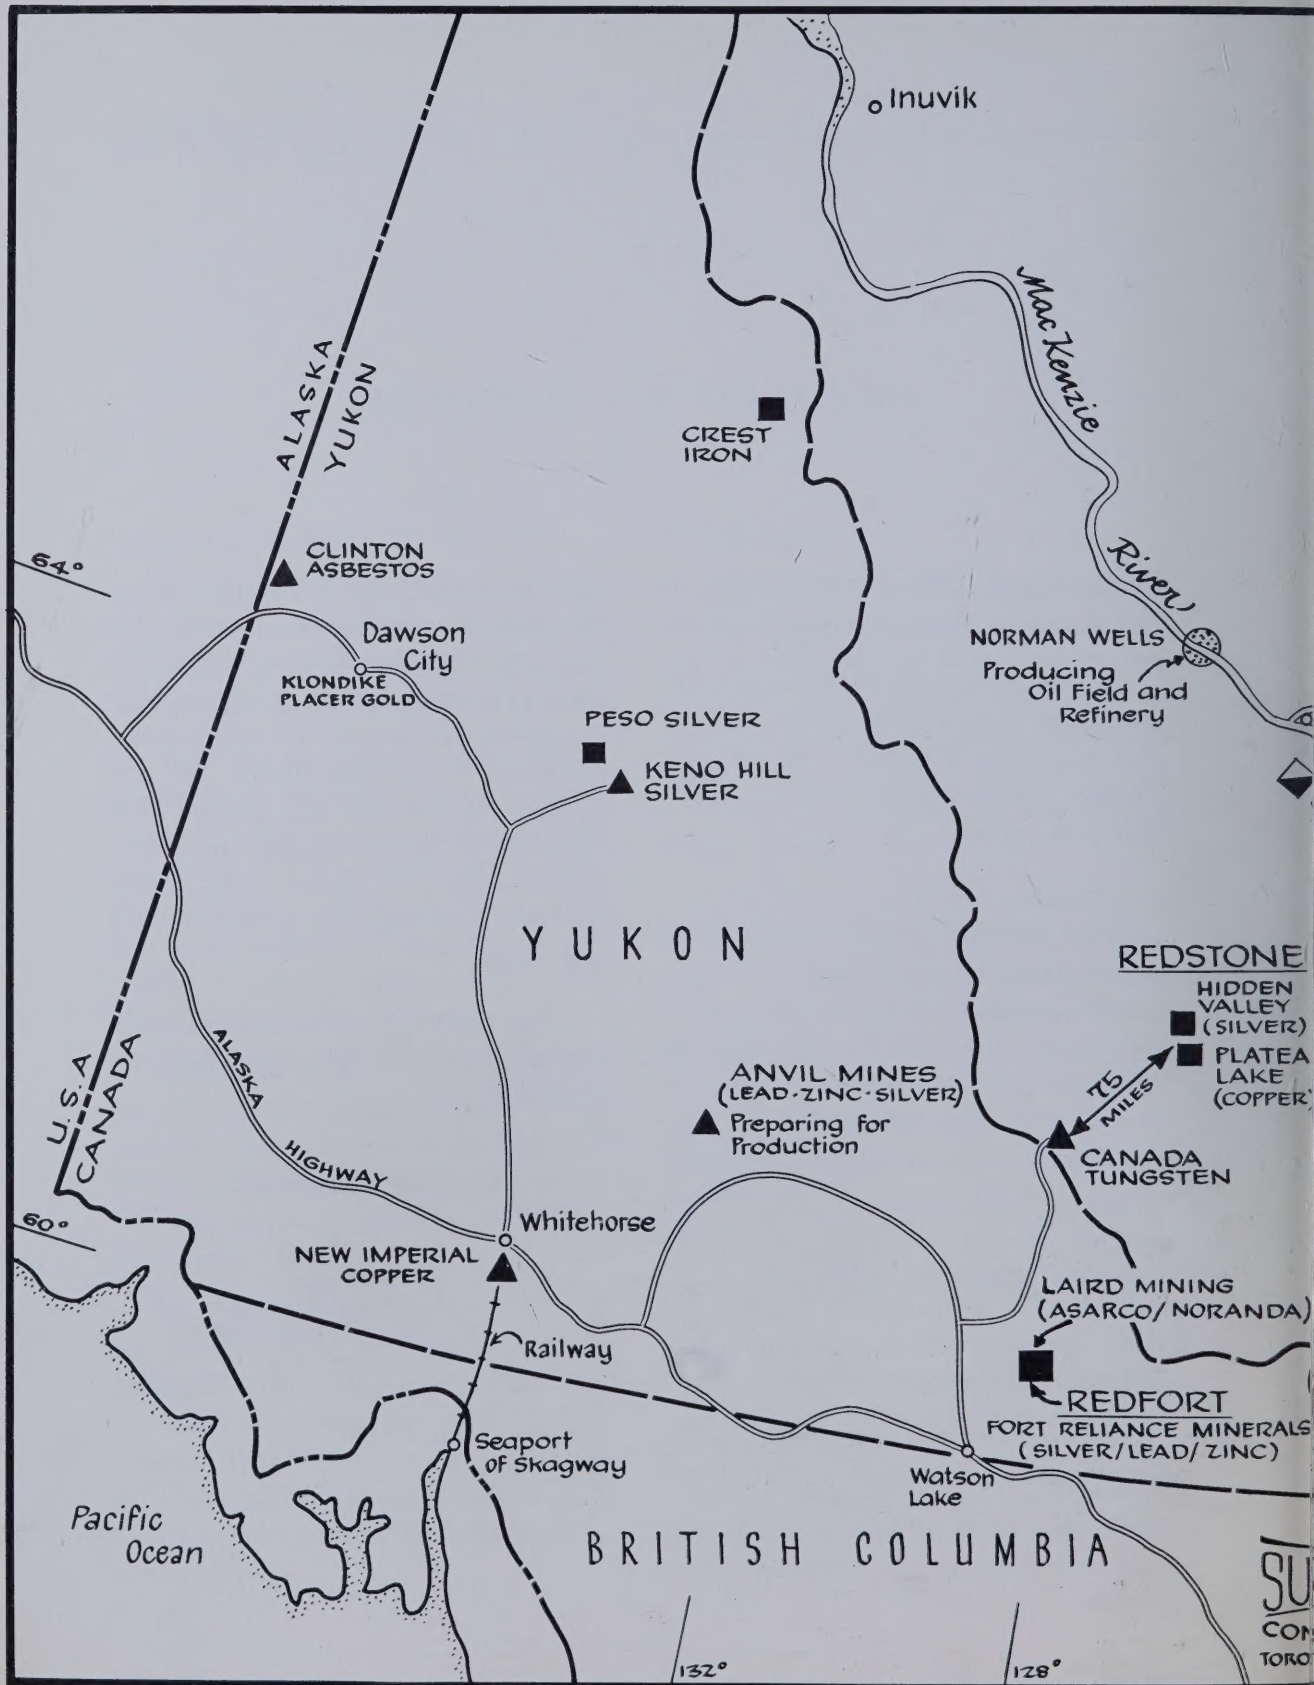 Inuvik
MacKenzie
River
ALASKA
YUKON
CREST
IRON
64°
CLINTON
ASBESTOS
Dawson
City
KLONDIKE
PLACER GOLD
NORMAN WELLS
Producing
Oil Field and
Refinery
PESO SILVER
KENO HILL
SILVER
YUKON
REDSTONE
HIDDEN
VALLEY
(SILVER)
PLATEA
LAKE
(COPPER)
75
MILES
U.S.A
CANADA
ALASKA
HIGHWAY
ANVIL MINES
(LEAD-ZINC-SILVER)
Preparing for
Production
CANADA
TUNGSTEN
60°
Whitehorse
NEW IMPERIAL
COPPER
Railway
LAIRD MINING
(ASARCO/NORANDA)
REDFORT
FORT RELIANCE MINERALS
(SILVER/LEAD/ZINC)
Seaport
of Skagway
Watson
Lake
Pacific
Ocean
BRITISH COLUMBIA
SU
CON
TORO
132°
128°